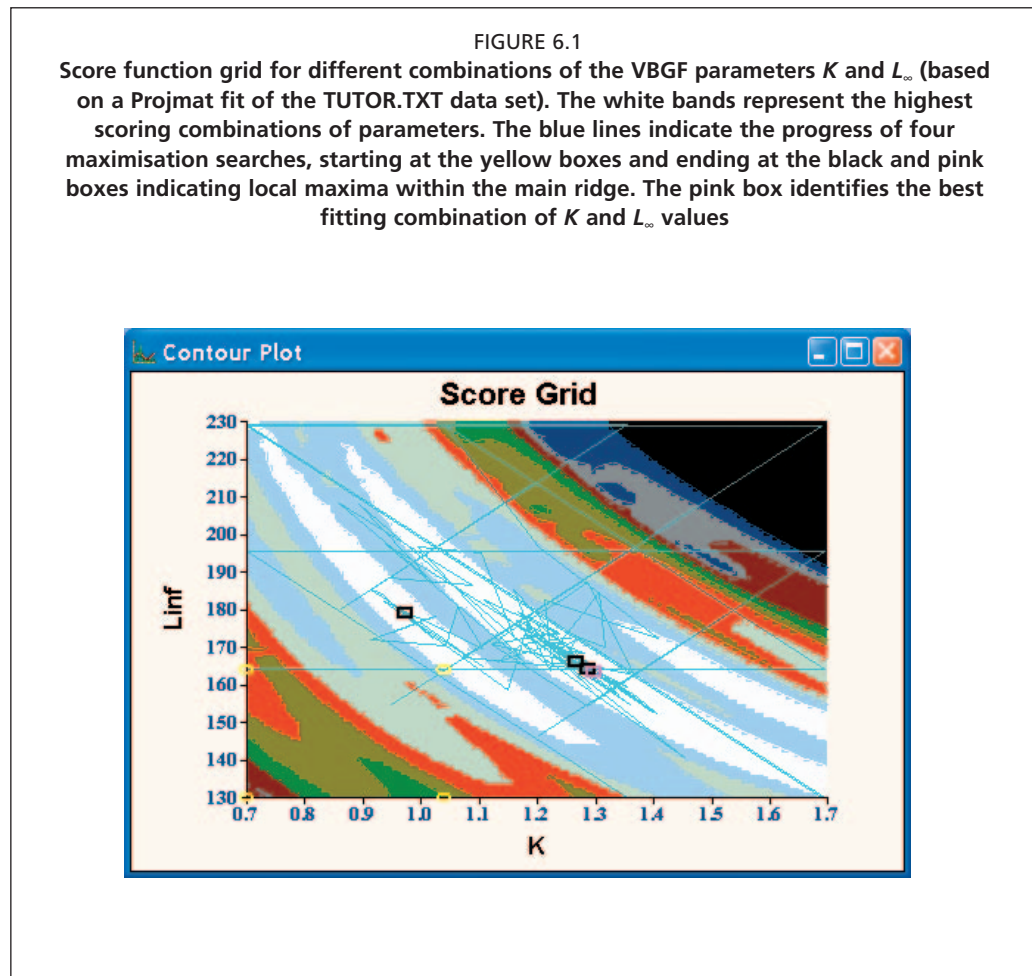 FIGURE 6.1
Score function grid for different combinations of the VBGF parameters K and L∞ (based
on a Projmat fit of the TUTOR.TXT data set). The white bands represent the highest
scoring combinations of parameters. The blue lines indicate the progress of four
maximisation searches, starting at the yellow boxes and ending at the black and pink
boxes indicating local maxima within the main ridge. The pink box identifies the best
fitting combination of K and L∞ values
Contour Plot
Score Grid
230
220
210
200
190
180
170
160
150
140
130
Linf
0.7 0.8 0.9 1.0 1.1 1.2 1.3 1.4 1.5 1.6 1.7
K